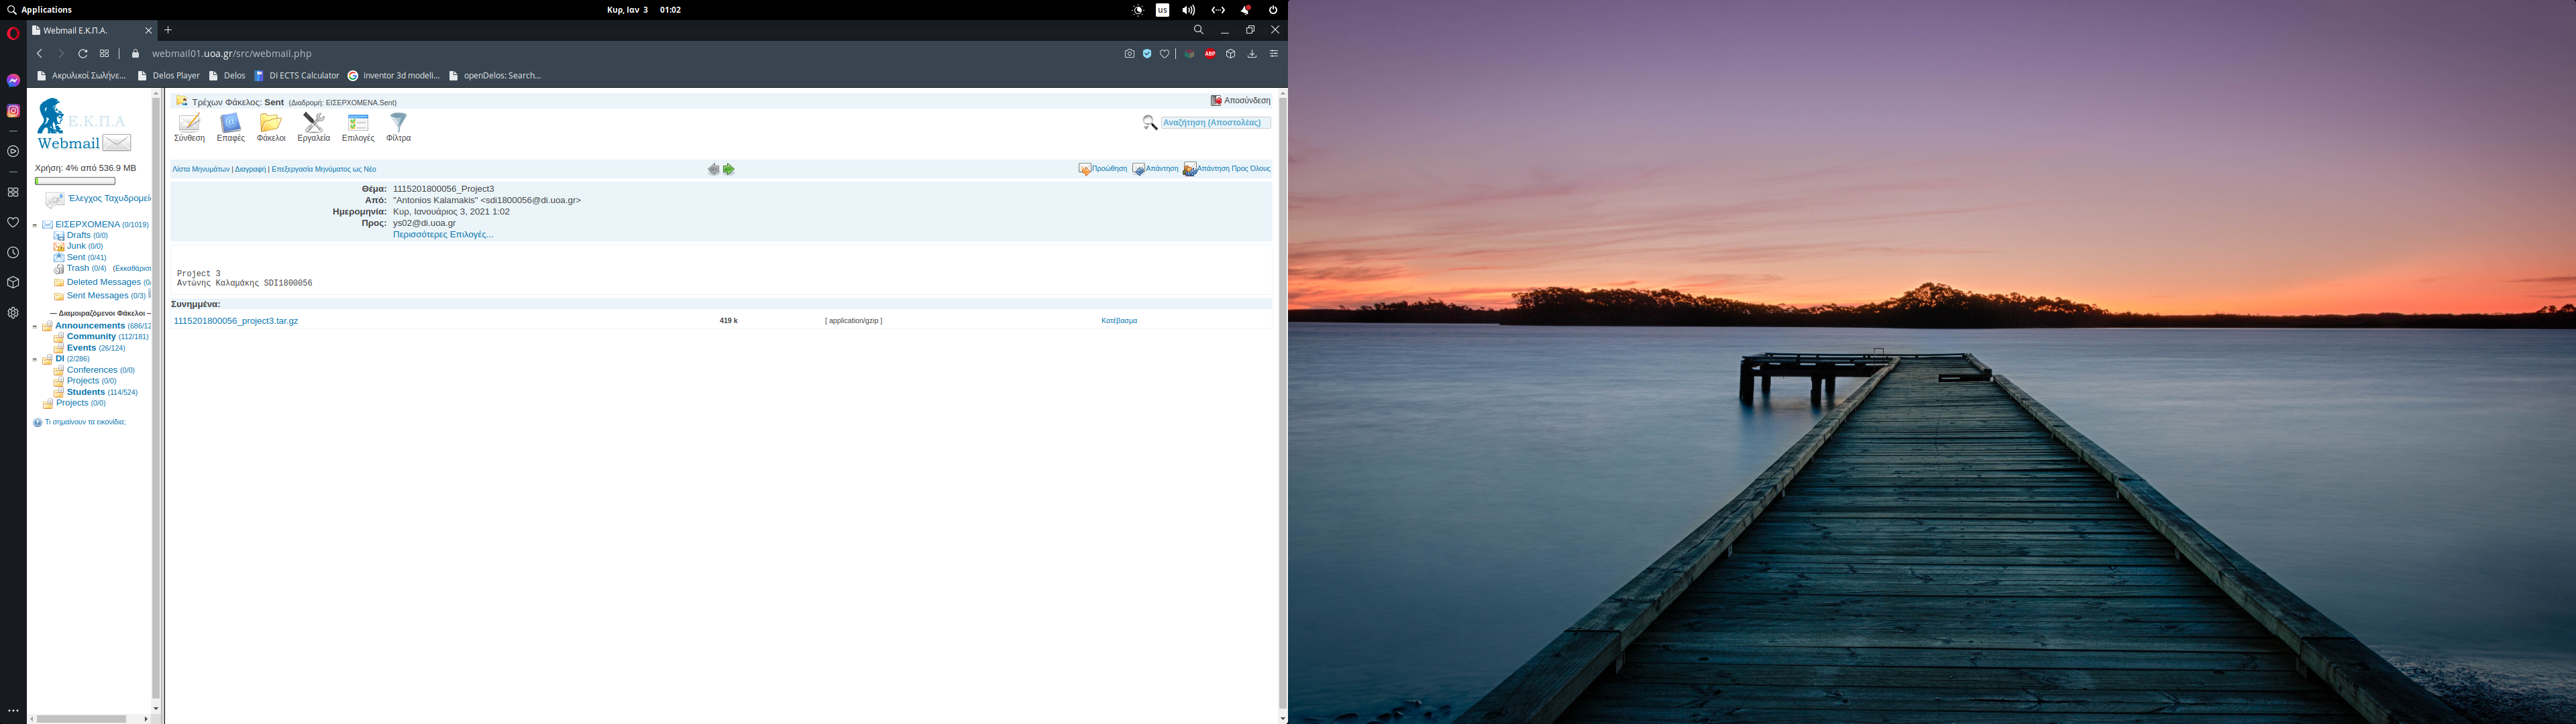 Applications
Κυρ, Ιαν 3 01:02
us
Webmail Ε.Κ.Π.Α.
webmail01.uoa.gr/src/webmail.php
ABP
Ακρυλικοί Σωλήνε...
Delos Player
Delos
DI ECTS Calculator
inventor 3d modeli...
openDelos: Search...
Ε.Κ.Π.Α
Webmail
Χρήση: 4% από 536.9 MB
Έλεγχος Ταχυδρομεί
ΕΙΣΕΡΧΟΜΕΝΑ (0/1019)
Drafts (0/0)
Junk (0/0)
Sent (0/41)
Trash (0/4) (Εκκαθάριση
Deleted Messages (0/
Sent Messages (0/3)
— Διαμοιραζόμενοι Φάκελοι —
Announcements (686/12
Community (112/181)
Events (26/124)
DI (2/286)
Conferences (0/0)
Projects (0/0)
Students (114/524)
Projects (0/0)
Τι σημαίνουν τα εικονίδια;
Τρέχων Φάκελος: Sent (Διαδρομή: ΕΙΣΕΡΧΟΜΕΝΑ.Sent)
Αποσύνδεση
Σύνθεση
Επαφές
Φάκελοι
Εργαλεία
Επιλογές
Φίλτρα
Αναζήτηση (Αποστολέας)
Λίστα Μηνυμάτων | Διαγραφή | Επεξεργασία Μηνύματος ως Νέο
Προώθηση
Απάντηση
Απάντηση Προς Όλους
Θέμα: 1115201800056_Project3
Από: "Antonios Kalamakis" <sdi1800056@di.uoa.gr>
Ημερομηνία: Κυρ, Ιανουάριος 3, 2021 1:02
Προς: ys02@di.uoa.gr
Περισσότερες Επιλογές...
Project 3
Αντώνης Καλαμάκης SDI1800056
Συνημμένα:
1115201800056_project3.tar.gz 419 k [ application/gzip ] Κατέβασμα